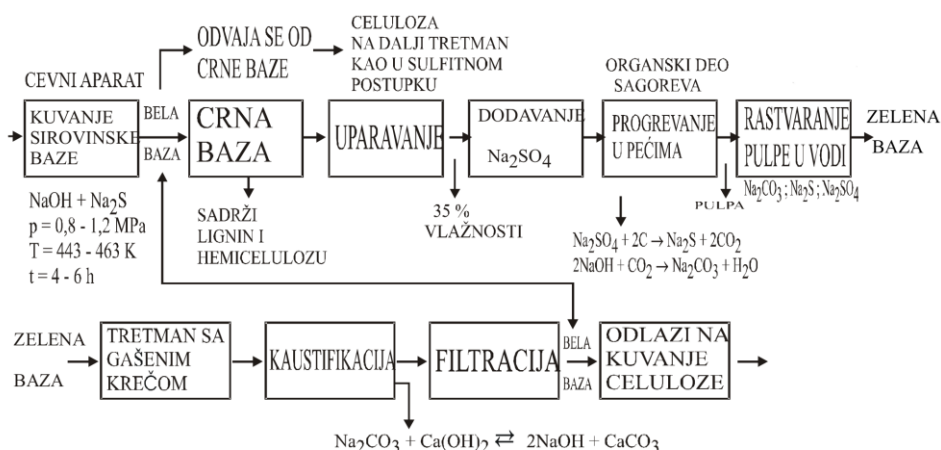 CELULOZA
NA DALJI TRETMAN
KAO U SULFITNOM
POSTUPKU
ODVAJA SE OD
CRNE BAZE
CEVNI APARAT
ORGANSKI DEO
SAGOREVA
KUVANJE
SIROVINSKE
BAZE
BELA
BAZA
CRNA
BAZA
UPARAVANJE
DODAVANJE
Na₂SO₄
PROGREVANJE
U PEĆIMA
RASTVARANJE
PULPE U VODI
ZELENA
BAZA
NaOH + Na₂S
p = 0,8 - 1,2 MPa
T = 443 - 463 K
t = 4 - 6 h
SADRŽI
LIGNIN I
HEMICELULOZU
35 %
VLAŽNOSTI
PULPA
Na₂CO₃ ; Na₂S ; Na₂SO₄
Na₂SO₄ + 2C → Na₂S + 2CO₂
2NaOH + CO₂ → Na₂CO₃ + H₂O
ZELENA
BAZA
TRETMAN SA
GAŠENIM
KREČOM
KAUSTIFIKACIJA
FILTRACIJA
BELA
BAZA
ODLAZI NA
KUVANJE
CELULOZE
Na₂CO₃ + Ca(OH)₂ ⇄ 2NaOH + CaCO₃